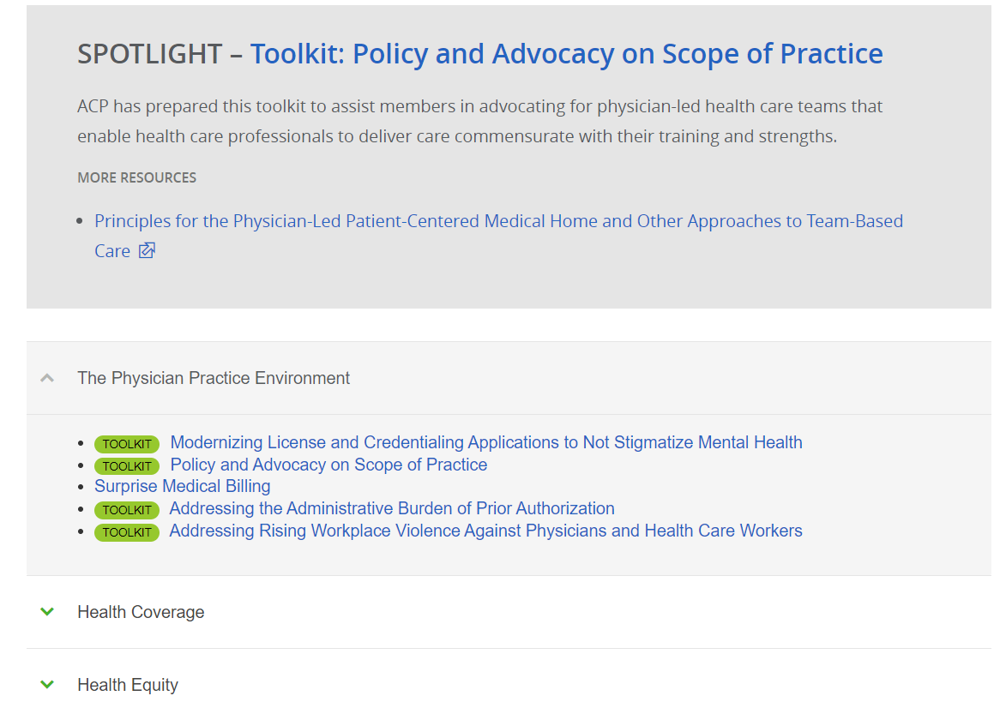 SPOTLIGHT – Toolkit: Policy and Advocacy on Scope of Practice
ACP has prepared this toolkit to assist members in advocating for physician-led health care teams that
enable health care professionals to deliver care commensurate with their training and strengths.
MORE RESOURCES
Principles for the Physician-Led Patient-Centered Medical Home and Other Approaches to Team-Based
Care
The Physician Practice Environment
TOOLKIT Modernizing License and Credentialing Applications to Not Stigmatize Mental Health
TOOLKIT Policy and Advocacy on Scope of Practice
Surprise Medical Billing
TOOLKIT Addressing the Administrative Burden of Prior Authorization
TOOLKIT Addressing Rising Workplace Violence Against Physicians and Health Care Workers
Health Coverage
Health Equity